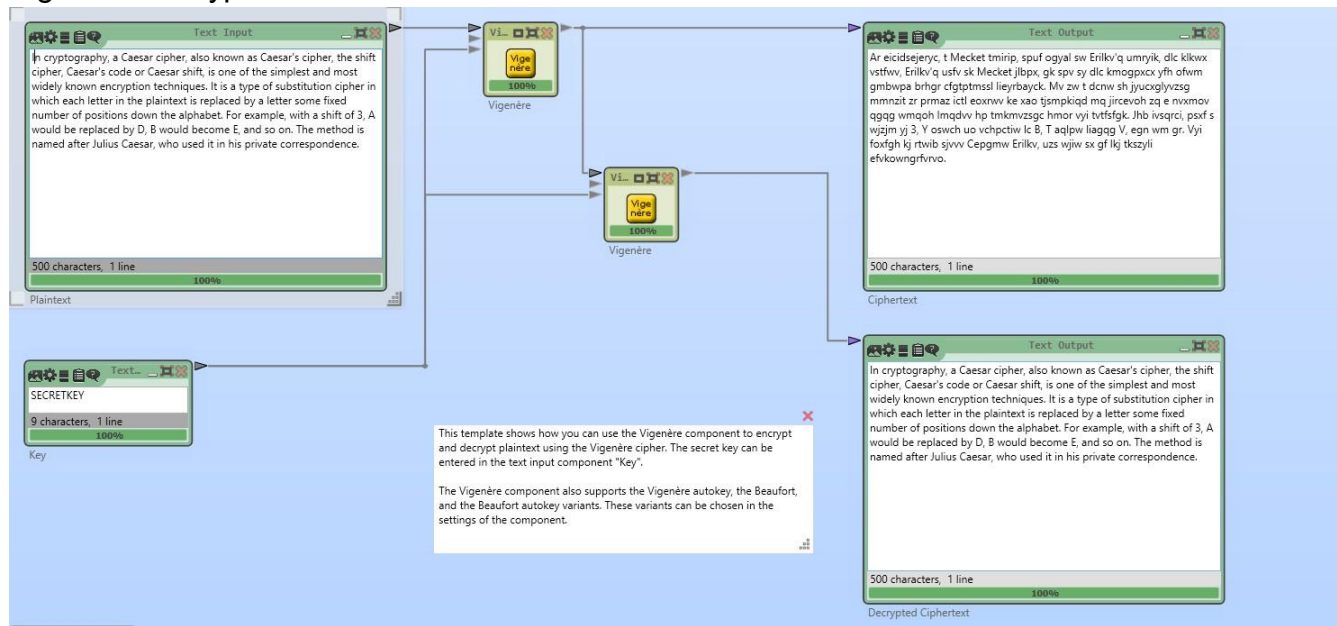 Text Input
In cryptography, a Caesar cipher, also known as Caesar's cipher, the shift
cipher, Caesar's code or Caesar shift, is one of the simplest and most
widely known encryption techniques. It is a type of substitution cipher in
which each letter in the plaintext is replaced by a letter some fixed
number of positions down the alphabet. For example, with a shift of 3, A
would be replaced by D, B would become E, and so on. The method is
named after Julius Caesar, who used it in his private correspondence.
500 characters, 1 line
100%
Plaintext
Text...
SECRETKEY
9 characters, 1 line
100%
Key
Vi...
Vige
nére
100%
Vigenère
Vi...
Vige
nére
100%
Vigenère
This template shows how you can use the Vigenère component to encrypt
and decrypt plaintext using the Vigenère cipher. The secret key can be
entered in the text input component "Key".
The Vigenère component also supports the Vigenère autokey, the Beaufort,
and the Beaufort autokey variants. These variants can be chosen in the
settings of the component.
Text Output
Ar eicidsejeryc, t Mecket tmirip, spuf ogyal sw Erilkv'q umryik, dlc klkwx
vstfwv, Erilkv'q usfv sk Mecket jlbpx, gk spv sy dlc kmogpxcx yfh ofwm
gmbwpa brhgr cfgtptmssl lieyrbayck. Mv zw t dcnw sh jyucxglyvzsg
mmnzit zr prmaz ictl eoxrwv ke xao tjsmpkiqd mq jircevoh zq e nvxmov
qgqg wmqoh lmqdvv hp tmkmvzsgc hmor vyi tvtfsfgk. Jhb ivsqrci, psxf s
wjzjm yj 3, Y oswch uo vchpctiw lc B, T aqlpw liagqg V, egn wm gr. Vyi
foxfgh kj rtwib sjvvv Cepgmw Erilkv, uzs wjiw sx gf lkj tkszyli
efvkowngrfvrvo.
500 characters, 1 line
100%
Ciphertext
Text Output
In cryptography, a Caesar cipher, also known as Caesar's cipher, the shift
cipher, Caesar's code or Caesar shift, is one of the simplest and most
widely known encryption techniques. It is a type of substitution cipher in
which each letter in the plaintext is replaced by a letter some fixed
number of positions down the alphabet. For example, with a shift of 3, A
would be replaced by D, B would become E, and so on. The method is
named after Julius Caesar, who used it in his private correspondence.
500 characters, 1 line
100%
Decrypted Ciphertext